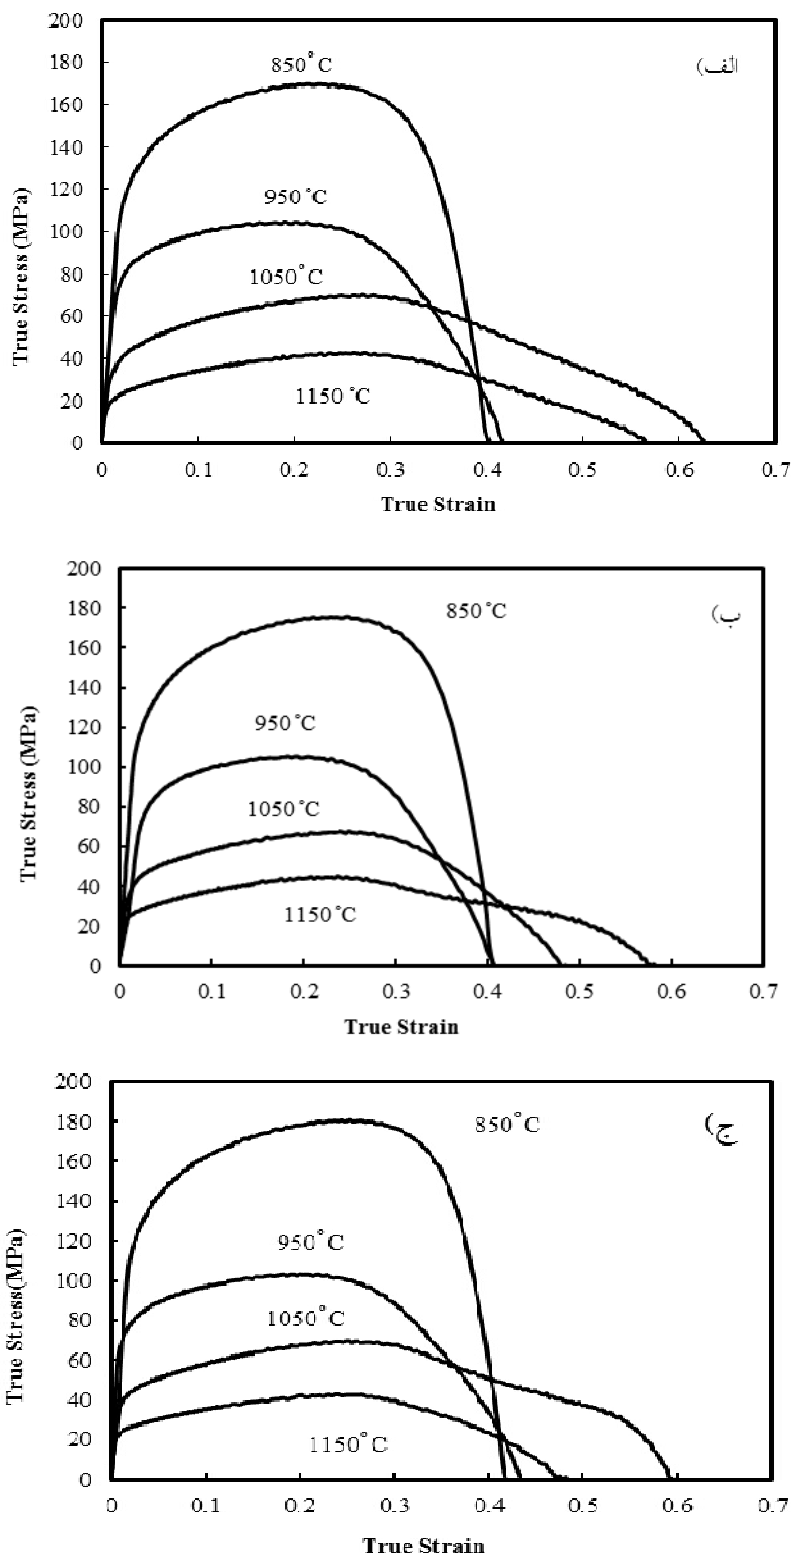 الف)
200
180
160
140
120
100
80
60
40
20
0
850°C
950°C
1050°C
1150°C
True Stress (MPa)
0 0.1 0.2 0.3 0.4 0.5 0.6 0.7
True Strain
ب)
200
180
160
140
120
100
80
60
40
20
0
850°C
950°C
1050°C
1150°C
True Stress (MPa)
0 0.1 0.2 0.3 0.4 0.5 0.6 0.7
True Strain
ج)
200
180
160
140
120
100
80
60
40
20
0
850°C
950°C
1050°C
1150°C
True Stress(MPa)
0 0.1 0.2 0.3 0.4 0.5 0.6 0.7
True Strain